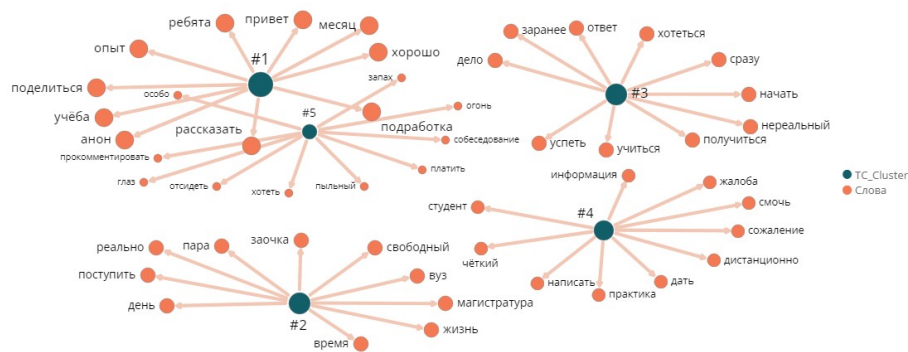 ребята
привет
месяц
опыт
#1
хорошо
поделиться
особо
запах
учёба
#5
огонь
анон
рассказать
подработка
собеседование
прокомментировать
платить
глаз
отсидеть
хотеть
пыльный
заранее
ответ
хотеться
дело
сразу
#3
начать
нереальный
успеть
учиться
получиться
информация
жалоба
студент
#4
смочь
сожаление
чёткий
дистанционно
написать
практика
дать
TC_Cluster
Слова
реально
пара
заочка
свободный
поступить
вуз
день
#2
магистратура
жизнь
время